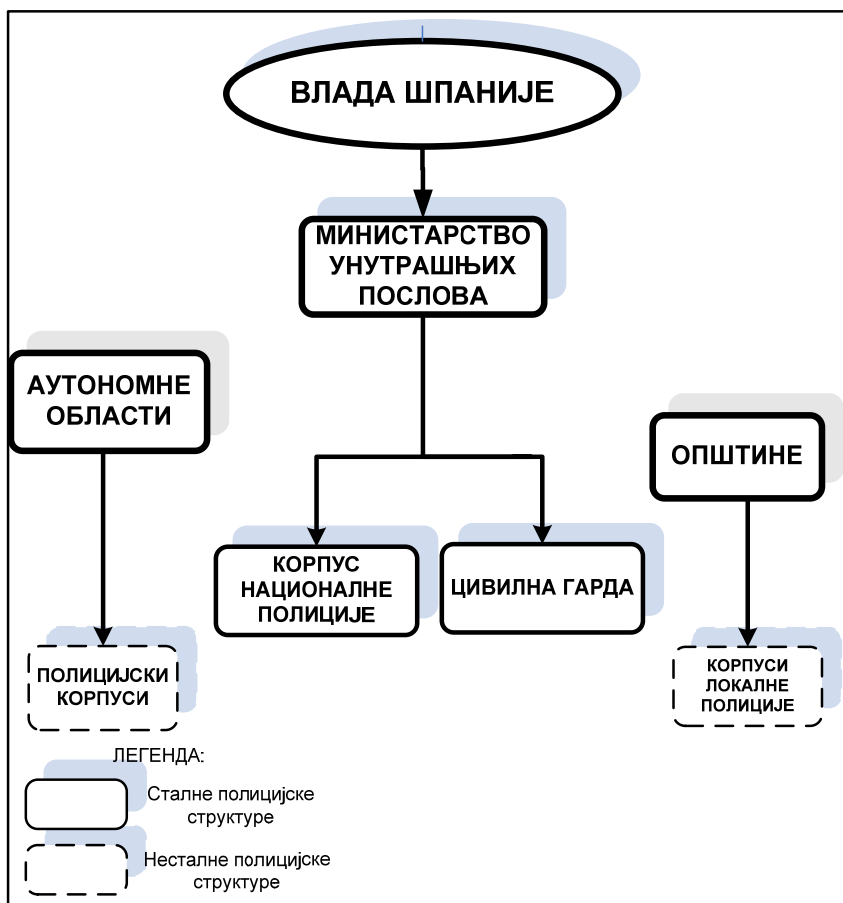 ВЛАДА ШПАНИЈЕ
МИНИСТАРСТВО
УНУТРАШЊИХ
ПОСЛОВА
АУТОНОМНЕ
ОБЛАСТИ
ОПШТИНЕ
КОРПУС
НАЦИОНАЛНЕ
ПОЛИЦИЈЕ
ЦИВИЛНА ГАРДА
ПОЛИЦИЈСКИ
КОРПУСИ
КОРПУСИ
ЛОКАЛНЕ
ПОЛИЦИЈЕ
ЛЕГЕНДА:
Сталне полицијске
структуре
Несталне полицијске
структуре